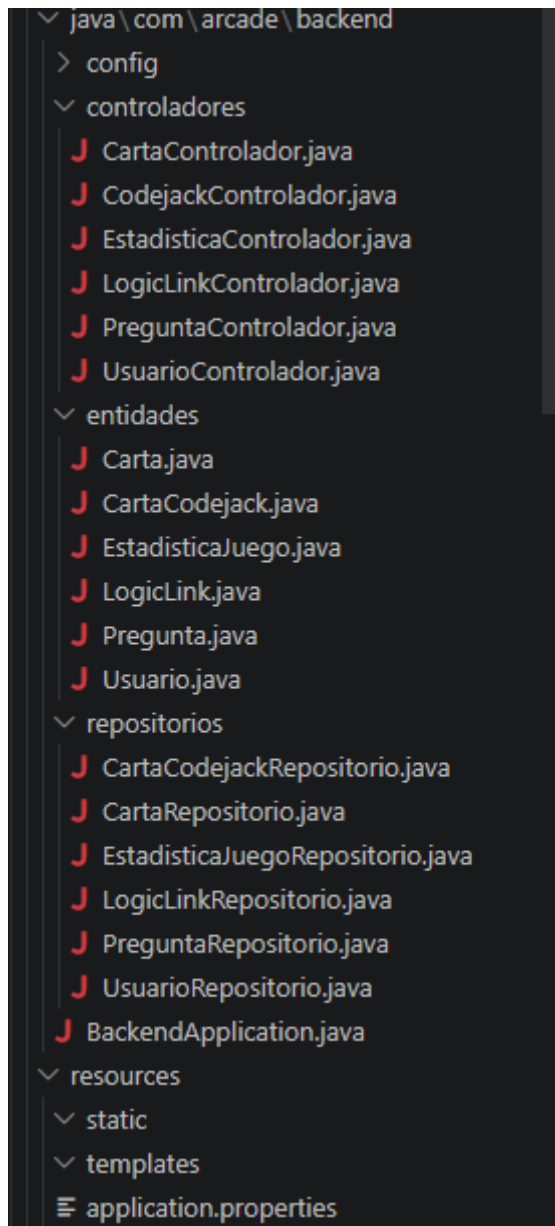 java\com\arcade\backend
config
controladores
CartaControlador.java
CodejackControlador.java
EstadisticaControlador.java
LogicLinkControlador.java
PreguntaControlador.java
UsuarioControlador.java
entidades
Carta.java
CartaCodejack.java
EstadisticaJuego.java
LogicLink.java
Pregunta.java
Usuario.java
repositorios
CartaCodejackRepositorio.java
CartaRepositorio.java
EstadisticaJuegoRepositorio.java
LogicLinkRepositorio.java
PreguntaRepositorio.java
UsuarioRepositorio.java
BackendApplication.java
resources
static
templates
application.properties